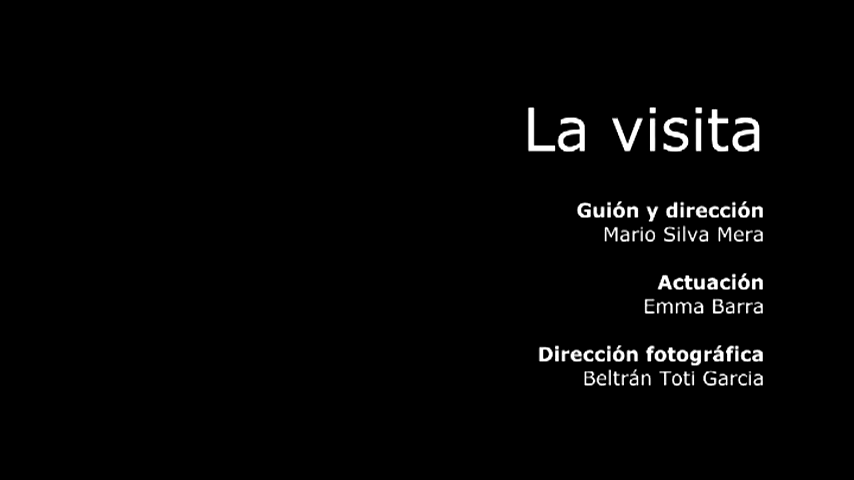 La visita
Guión y dirección
Mario Silva Mera
Actuación
Emma Barra
Dirección fotográfica
Beltrán Toti Garcia